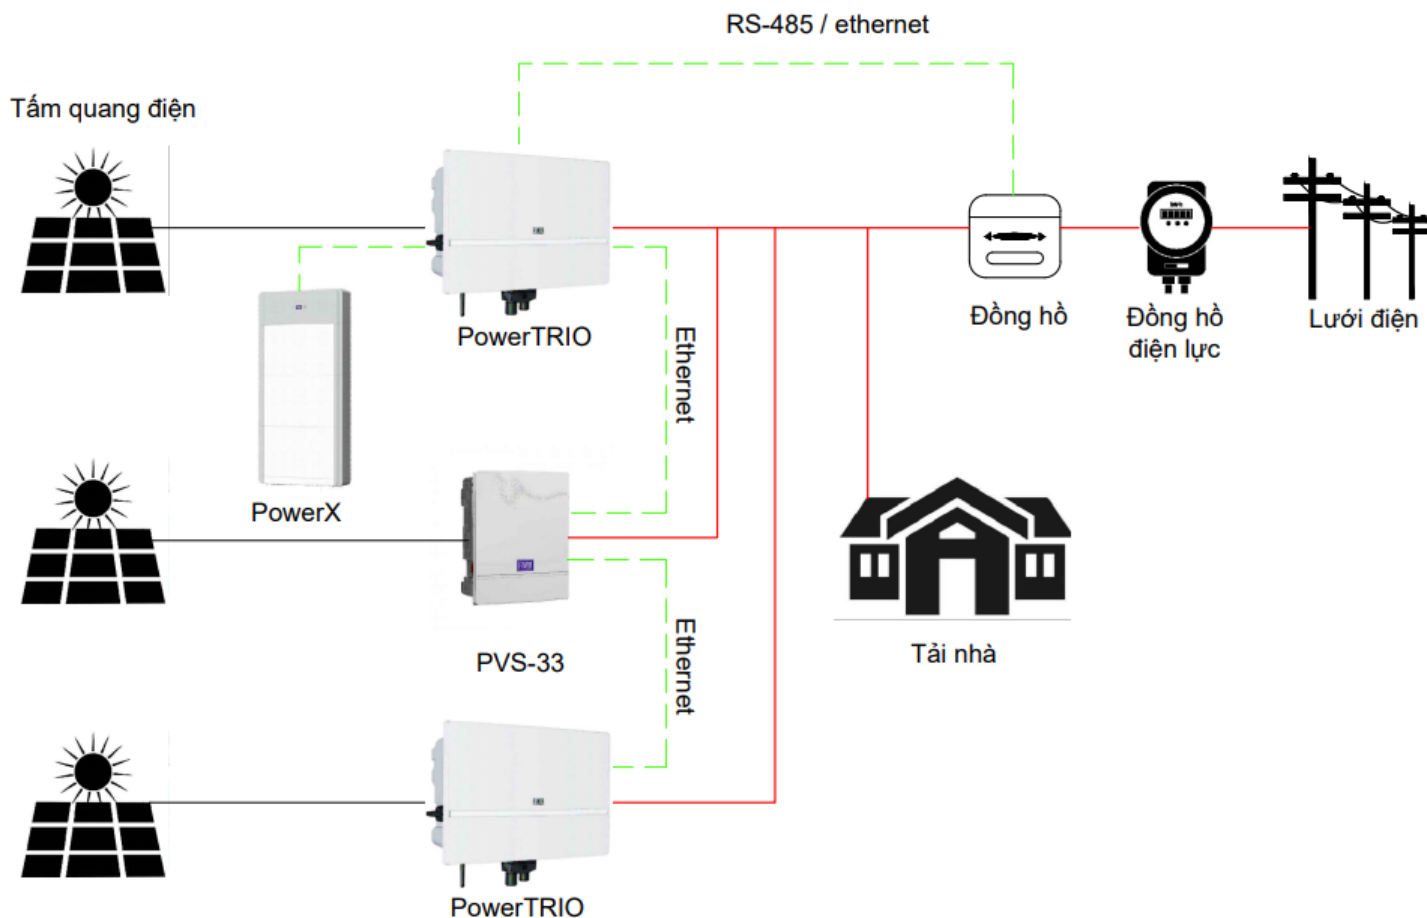 RS-485 / ethernet
Tấm quang điện
PowerTRIO
Ethernet
Đồng hồ
Đồng hồ
điện lực
Lưới điện
PowerX
PVS-33
Ethernet
Tải nhà
PowerTRIO